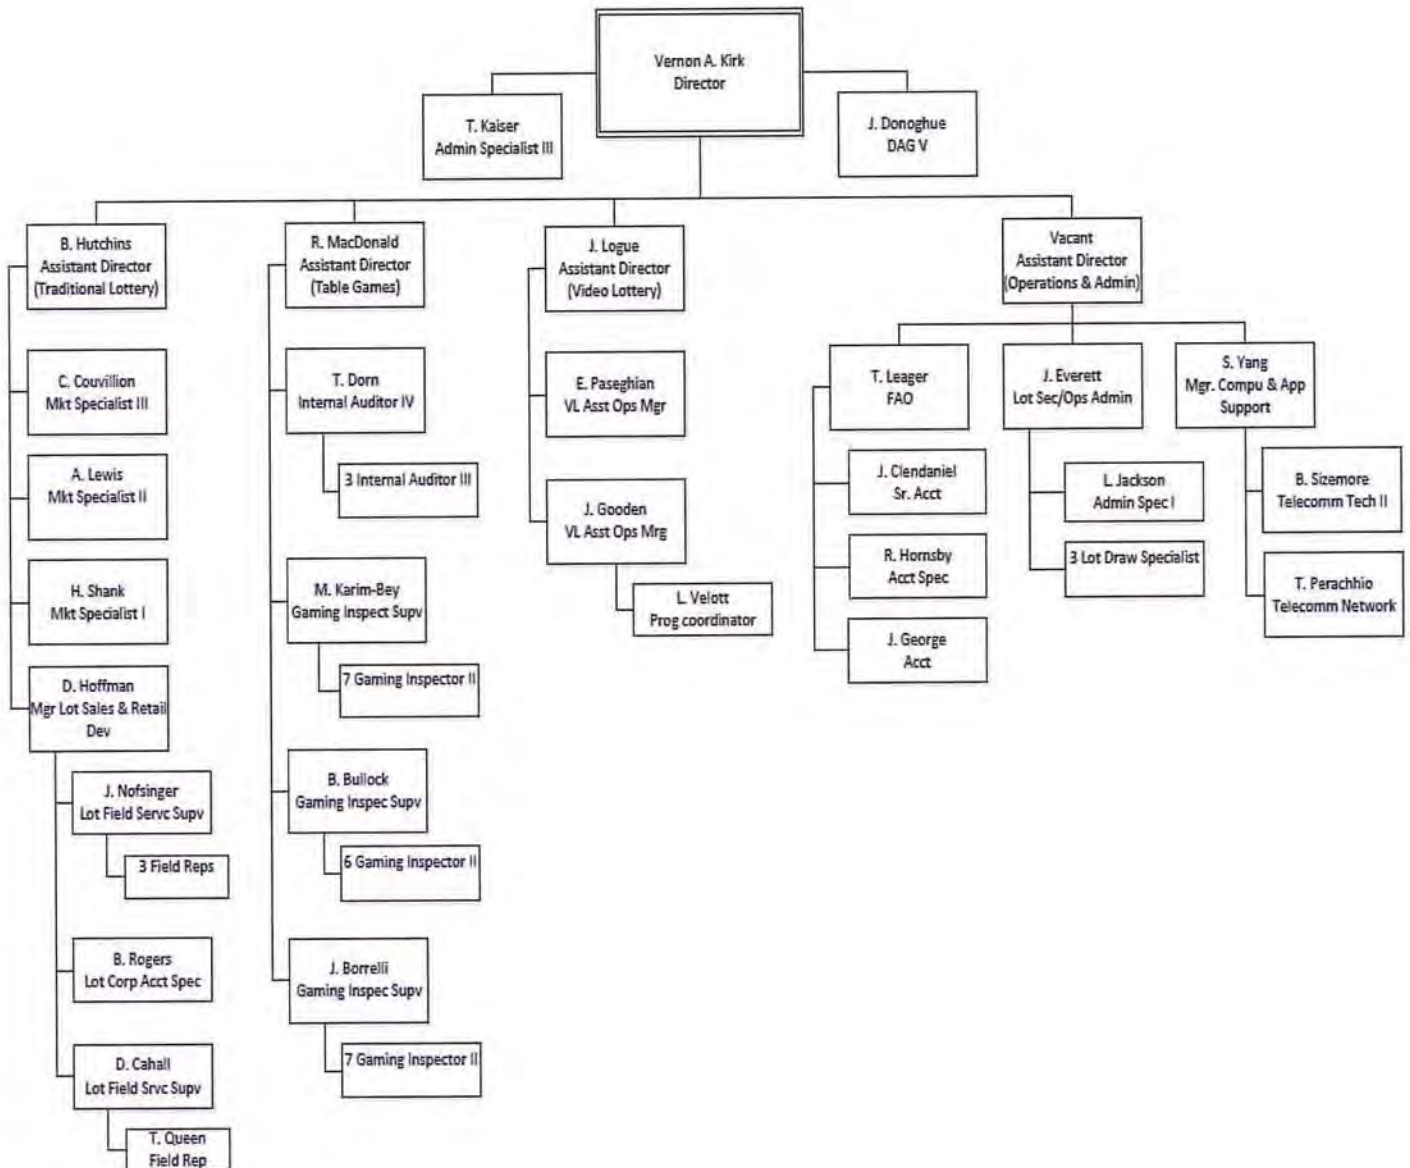 Vernon A. Kirk
Director
T. Kaiser
Admin Specialist III
J. Donoghue
DAG V
B. Hutchins
Assistant Director
(Traditional Lottery)
C. Couvillion
Mkt Specialist III
A. Lewis
Mkt Specialist II
H. Shank
Mkt Specialist I
D. Hoffman
Mgr Lot Sales & Retail
Dev
J. Nofsinger
Lot Field Servc Supv
3 Field Reps
B. Rogers
Lot Corp Acct Spec
D. Cahall
Lot Field Srvc Supv
T. Queen
Field Rep
R. MacDonald
Assistant Director
(Table Games)
T. Dorn
Internal Auditor IV
3 Internal Auditor III
M. Karim-Bey
Gaming Inspect Supv
7 Gaming Inspector II
B. Bullock
Gaming Inspec Supv
6 Gaming Inspector II
J. Borrelli
Gaming Inspec Supv
7 Gaming Inspector II
J. Logue
Assistant Director
(Video Lottery)
E. Paseghian
VL Asst Ops Mgr
J. Gooden
VL Asst Ops Mrg
L. Velott
Prog coordinator
Vacant
Assistant Director
(Operations & Admin)
T. Leager
FAO
J. Clendaniel
Sr. Acct
R. Hornsby
Acct Spec
J. George
Acct
J. Everett
Lot Sec/Ops Admin
L. Jackson
Admin Spec I
3 Lot Draw Specialist
S. Yang
Mgr. Compu & App
Support
B. Sizemore
Telecomm Tech II
T. Perachhio
Telecomm Network